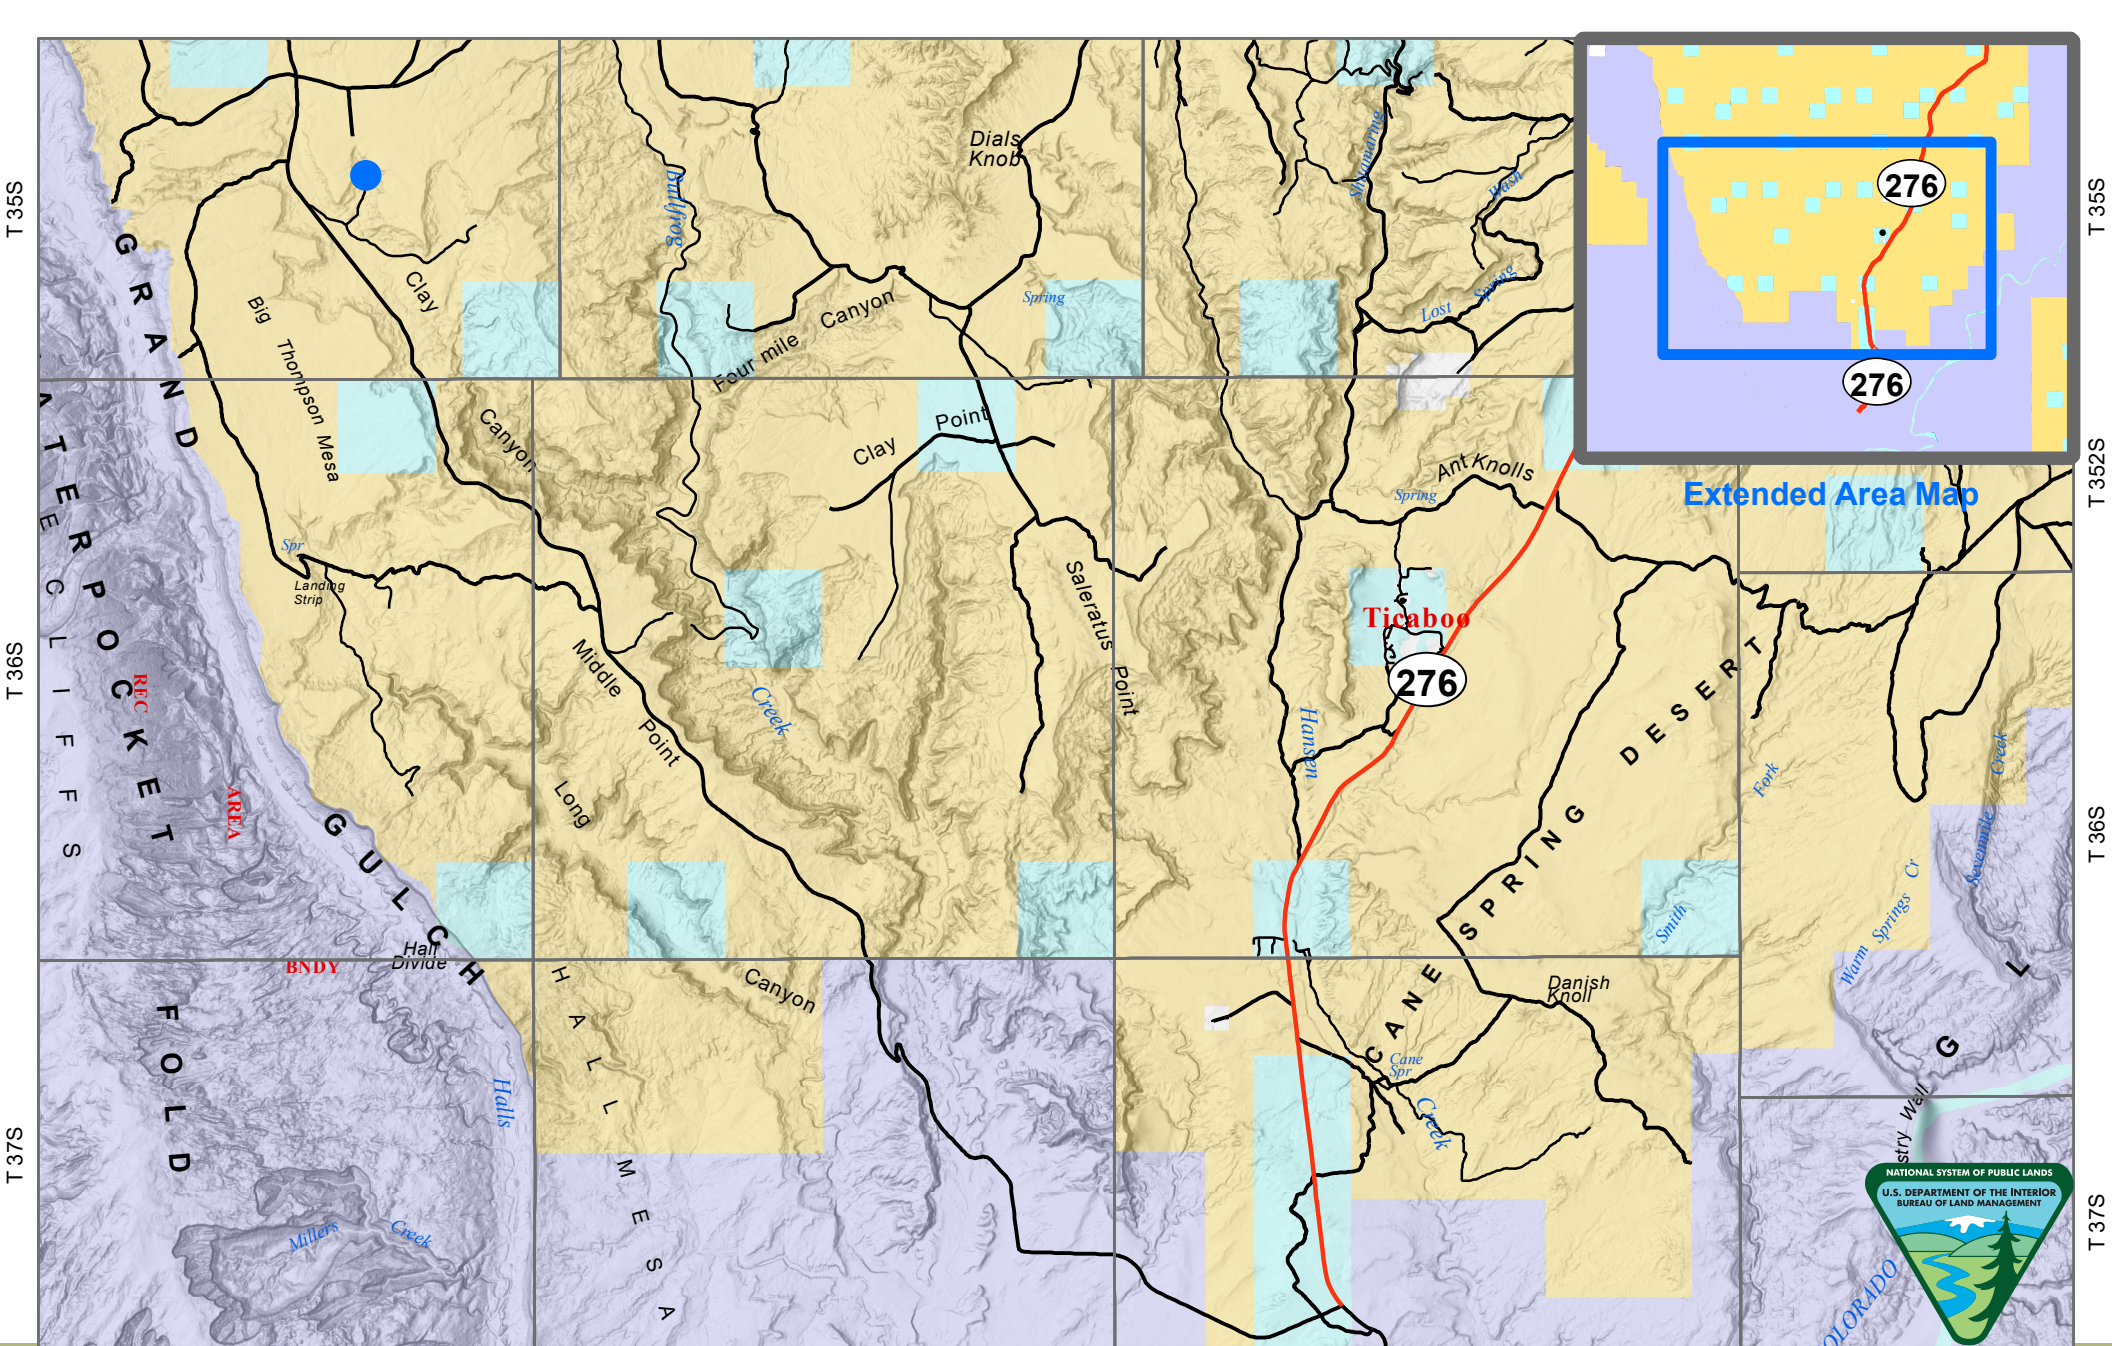 T 35S
T 36S
T 37S
T 35S
T 352S
T 36S
T 37S
GRAND
GULCH
ATERPOCKET
FOLD
E CLIFFS
REC
AREA
BNDY
Big
Thompson Mesa
Clay
Canyon
Bullfrog
Creek
Dials
Knob
Four mile
Canyon
Spring
Clay
Point
Shitamaring
Wash
Lost
Spring
276
276
Extended Area Map
Ant Knolls
Spring
Ticaboo
276
Spr
Landing
Strip
Middle
Point
Long
Canyon
Saleratus
Point
Hansen
Creek
CANE SPRING DESERT
Fork
Smith
Warm Springs Cr
Sevenmile
Creek
Hall
Divide
Halls
Millers
Creek
HALL
MESA
Danish
Knoll
Cane
Spr
G L
stry Wall
OLORADO
NATIONAL SYSTEM OF PUBLIC LANDS
U.S. DEPARTMENT OF THE INTERIOR
BUREAU OF LAND MANAGEMENT